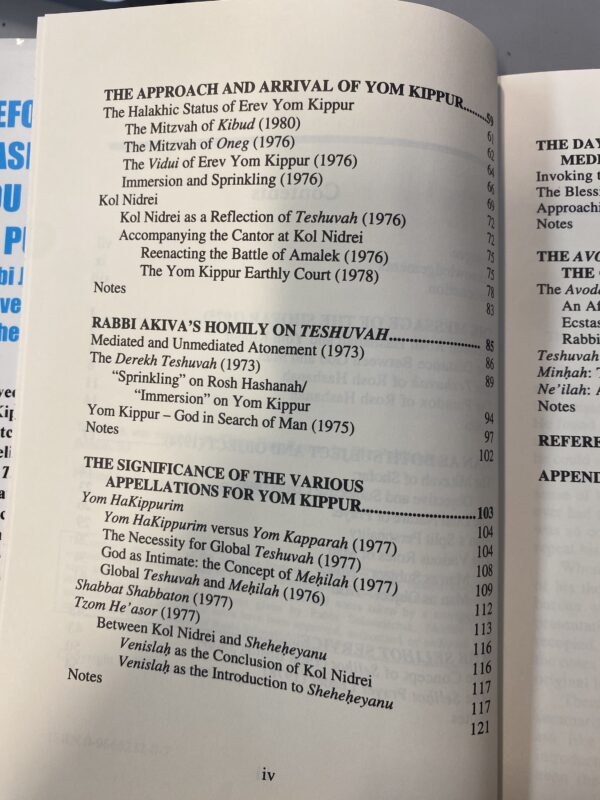 THE APPROACH AND ARRIVAL OF YOM KIPPUR........59
The Halakhic Status of Erev Yom Kippur 61
The Mitzvah of Kibud (1980) 62
The Mitzvah of Oneg (1976) 64
The Vidui of Erev Yom Kippur (1976) 66
Immersion and Sprinkling (1976) 69
Kol Nidrei 72
Kol Nidrei as a Reflection of Teshuvah (1976) 72
Accompanying the Cantor at Kol Nidrei 75
Reenacting the Battle of Amalek (1976) 75
The Yom Kippur Earthly Court (1978) 78
Notes 83
RABBI AKIVA'S HOMILY ON TESHUVAH.................... 85
Mediated and Unmediated Atonement (1973) 86
The Derekh Teshuvah (1973) 89
"Sprinkling" on Rosh Hashanah/
"Immersion" on Yom Kippur 94
Yom Kippur – God in Search of Man (1975) 97
Notes 102
THE SIGNIFICANCE OF THE VARIOUS
APPELLATIONS FOR YOM KIPPUR........................103
Yom HaKippurim 104
Yom HaKippurim versus Yom Kapparah (1977) 104
The Necessity for Global Teshuvah (1977) 108
God as Intimate: the Concept of Meḥilah (1977) 109
Global Teshuvah and Meḥilah (1976) 112
Shabbat Shabbaton (1977) 113
Tzom He'asor (1977) 116
Between Kol Nidrei and Sheheḥeyanu 116
Venislaḥ as the Conclusion of Kol Nidrei 117
Venislaḥ as the Introduction to Sheheḥeyanu 117
Notes 121
iv
THE DAY
MEDI
Invoking t
The Blessi
Approachi
Notes
THE AVO
THE
The Avoda
An Af
Ecstas
Rabbi
Teshuvah
Minḥah: T
Ne'ilah: A
Notes
REFERE
APPEND